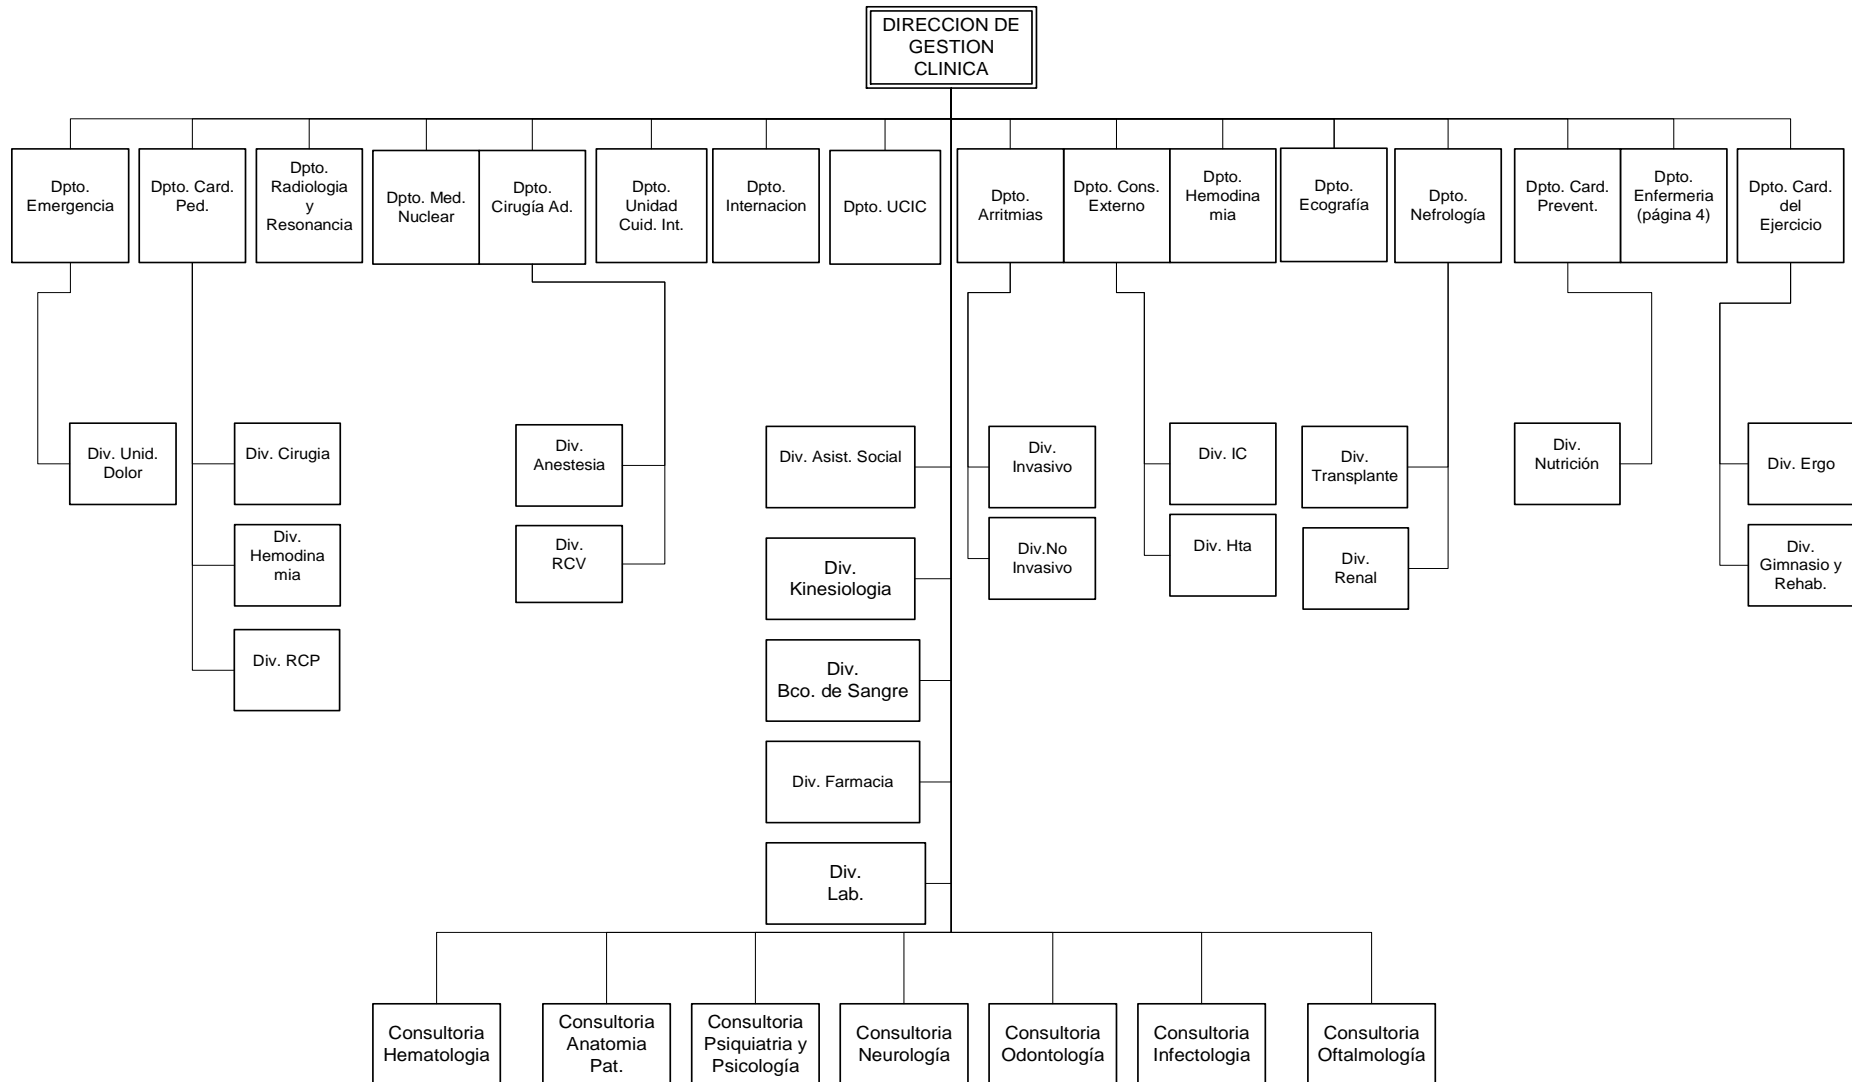 DIRECCION DE
GESTION
CLINICA
Dpto.
Emergencia
Dpto. Card.
Ped.
Dpto.
Radiologia
y
Resonancia
Dpto. Med.
Nuclear
Dpto.
Cirugía Ad.
Dpto.
Unidad
Cuid. Int.
Dpto.
Internacion
Dpto. UCIC
Dpto.
Arritmias
Dpto. Cons.
Externo
Dpto.
Hemodina
mia
Dpto.
Ecografía
Dpto.
Nefrología
Dpto. Card.
Prevent.
Dpto.
Enfermeria
(página 4)
Dpto. Card.
del
Ejercicio
Div. Unid.
Dolor
Div. Cirugia
Div.
Hemodina
mia
Div. RCP
Div.
Anestesia
Div.
RCV
Div. Asist. Social
Div.
Kinesiologia
Div.
Bco. de Sangre
Div. Farmacia
Div.
Lab.
Div.
Invasivo
Div.No
Invasivo
Div. IC
Div. Hta
Div.
Transplante
Div.
Renal
Div.
Nutrición
Div. Ergo
Div.
Gimnasio y
Rehab.
Consultoria
Hematologia
Consultoria
Anatomia
Pat.
Consultoria
Psiquiatria y
Psicología
Consultoria
Neurología
Consultoria
Odontología
Consultoria
Infectologia
Consultoria
Oftalmología